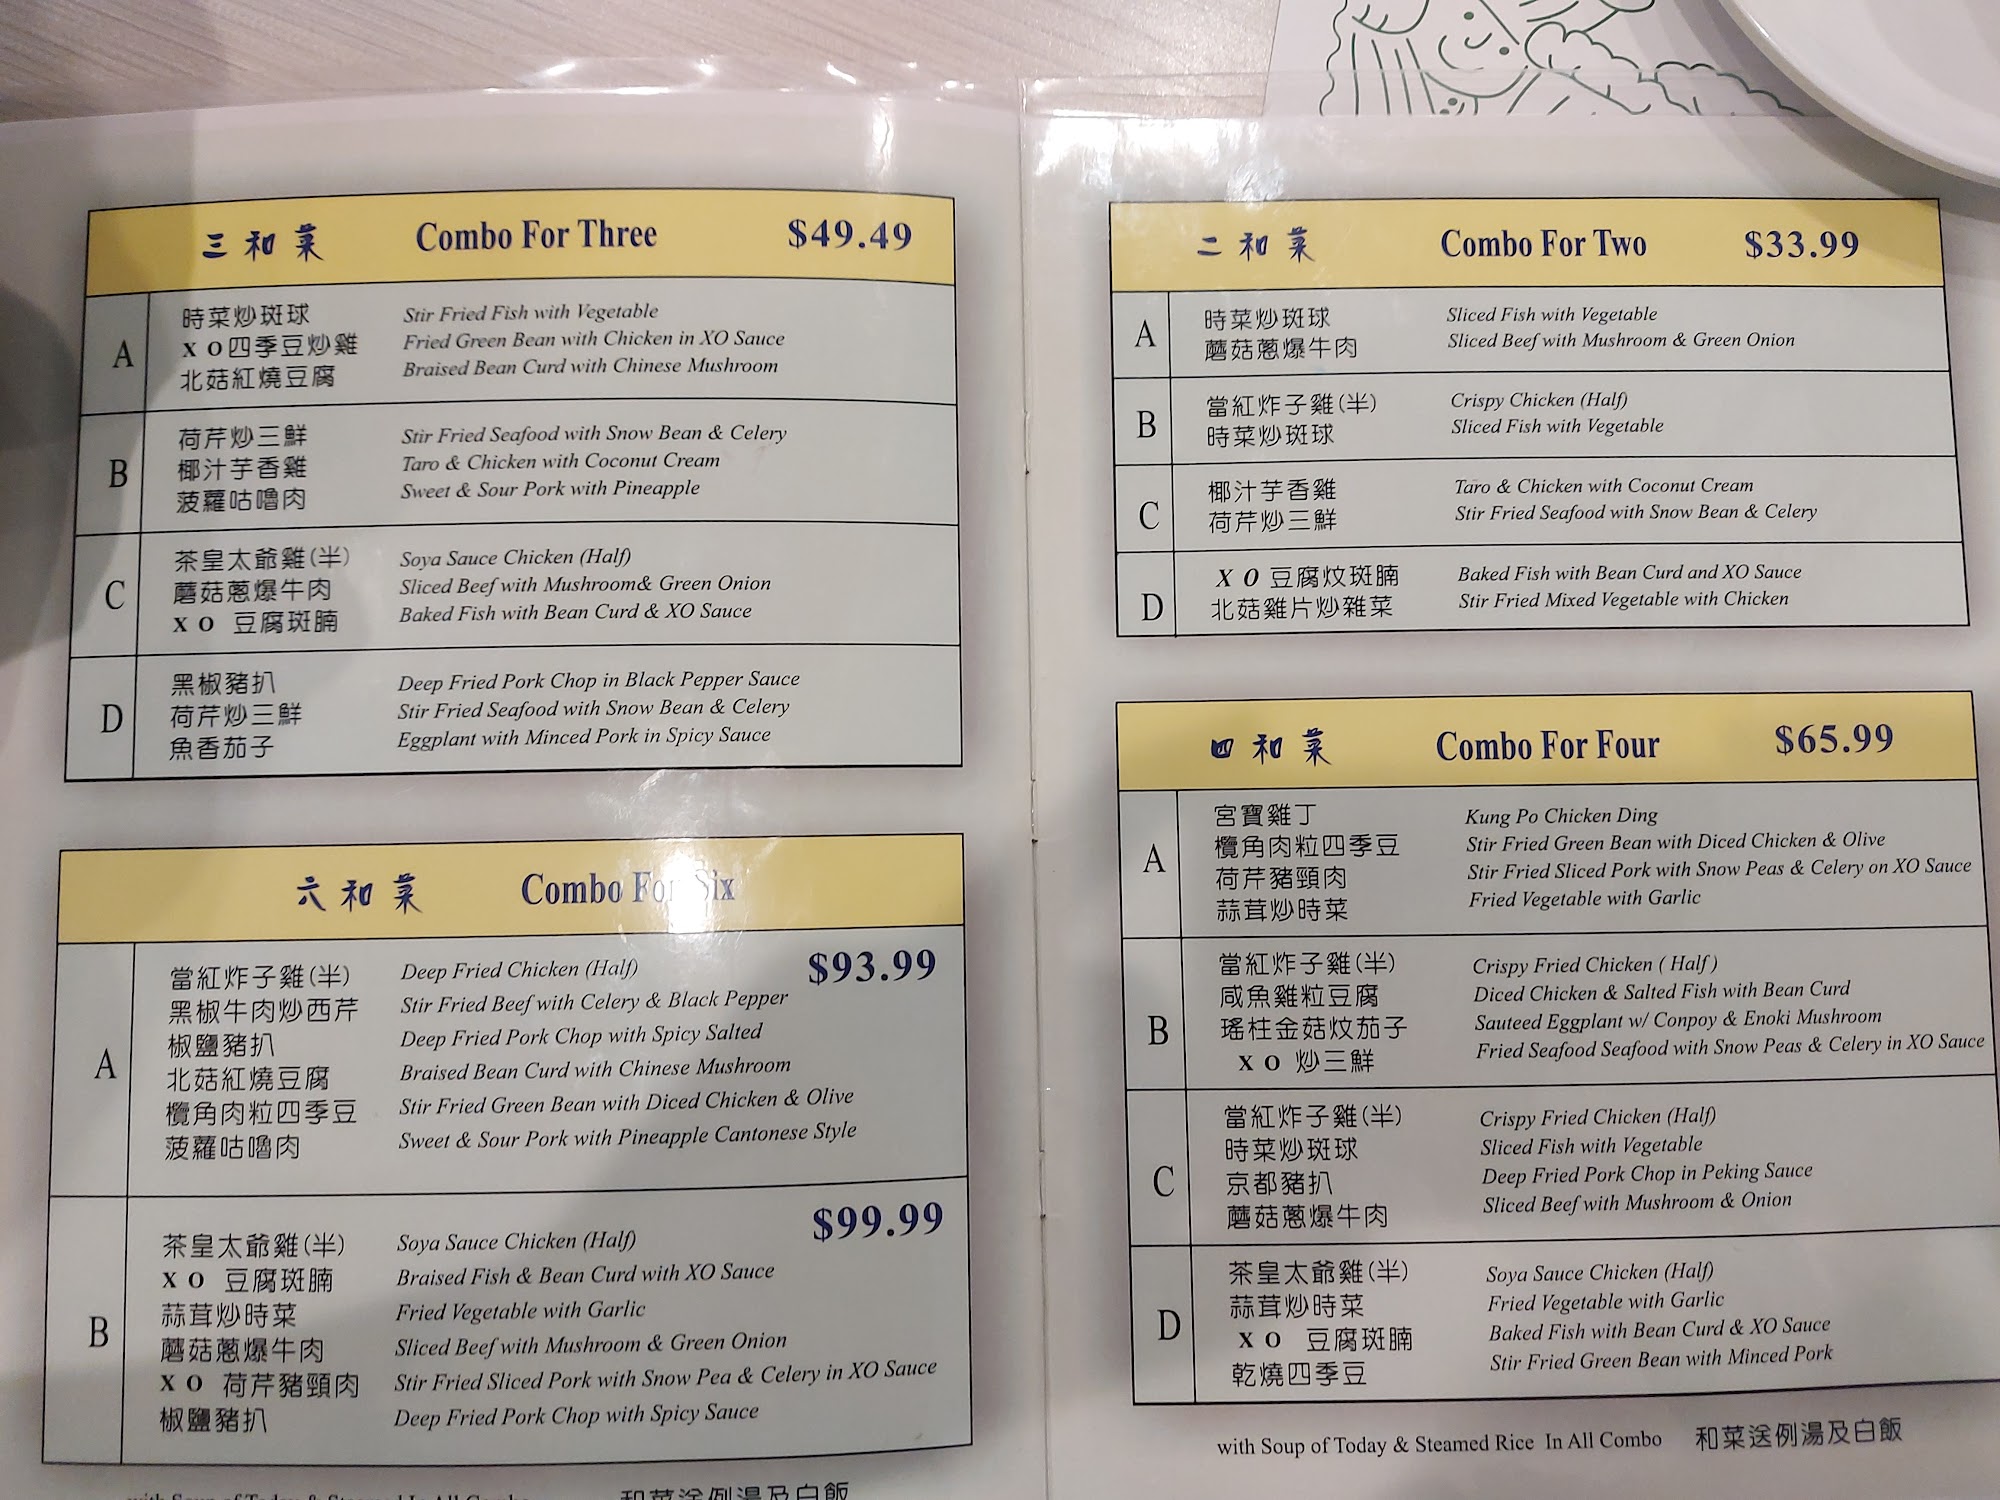 三和菜 Combo For Three $49.49
A
時菜炒斑球 Stir Fried Fish with Vegetable
XO四季豆炒雞 Fried Green Bean with Chicken in XO Sauce
北菇紅燒豆腐 Braised Bean Curd with Chinese Mushroom
B
荷芹炒三鮮 Stir Fried Seafood with Snow Bean & Celery
椰汁芋香雞 Taro & Chicken with Coconut Cream
菠蘿咕嚕肉 Sweet & Sour Pork with Pineapple
C
茶皇太爺雞(半) Soya Sauce Chicken (Half)
蘑菇蔥爆牛肉 Sliced Beef with Mushroom& Green Onion
XO 豆腐斑腩 Baked Fish with Bean Curd & XO Sauce
D
黑椒豬扒 Deep Fried Pork Chop in Black Pepper Sauce
荷芹炒三鮮 Stir Fried Seafood with Snow Bean & Celery
魚香茄子 Eggplant with Minced Pork in Spicy Sauce
六和菜 Combo For Six
A
$93.99
當紅炸子雞(半) Deep Fried Chicken (Half)
黑椒牛肉炒西芹 Stir Fried Beef with Celery & Black Pepper
椒鹽豬扒 Deep Fried Pork Chop with Spicy Salted
北菇紅燒豆腐 Braised Bean Curd with Chinese Mushroom
欖角肉粒四季豆 Stir Fried Green Bean with Diced Chicken & Olive
菠蘿咕嚕肉 Sweet & Sour Pork with Pineapple Cantonese Style
B
$99.99
茶皇太爺雞(半) Soya Sauce Chicken (Half)
XO 豆腐斑腩 Braised Fish & Bean Curd with XO Sauce
蒜茸炒時菜 Fried Vegetable with Garlic
蘑菇蔥爆牛肉 Sliced Beef with Mushroom & Green Onion
XO 荷芹豬頸肉 Stir Fried Sliced Pork with Snow Pea & Celery in XO Sauce
椒鹽豬扒 Deep Fried Pork Chop with Spicy Sauce
with Soup of Today & Steamed In All Combo 和菜送例湯及白飯
二和菜 Combo For Two $33.99
A
時菜炒斑球 Sliced Fish with Vegetable
蘑菇蔥爆牛肉 Sliced Beef with Mushroom & Green Onion
B
當紅炸子雞(半) Crispy Chicken (Half)
時菜炒斑球 Sliced Fish with Vegetable
C
椰汁芋香雞 Taro & Chicken with Coconut Cream
荷芹炒三鮮 Stir Fried Seafood with Snow Bean & Celery
D
XO 豆腐炆斑腩 Baked Fish with Bean Curd and XO Sauce
北菇雞片炒雜菜 Stir Fried Mixed Vegetable with Chicken
四和菜 Combo For Four $65.99
A
宮寶雞丁 Kung Po Chicken Ding
欖角肉粒四季豆 Stir Fried Green Bean with Diced Chicken & Olive
荷芹豬頸肉 Stir Fried Sliced Pork with Snow Peas & Celery on XO Sauce
蒜茸炒時菜 Fried Vegetable with Garlic
B
當紅炸子雞(半) Crispy Fried Chicken ( Half )
咸魚雞粒豆腐 Diced Chicken & Salted Fish with Bean Curd
瑤柱金菇炆茄子 Sauteed Eggplant w/ Conpoy & Enoki Mushroom
XO 炒三鮮 Fried Seafood Seafood with Snow Peas & Celery in XO Sauce
C
當紅炸子雞(半) Crispy Fried Chicken (Half)
時菜炒斑球 Sliced Fish with Vegetable
京都豬扒 Deep Fried Pork Chop in Peking Sauce
蘑菇蔥爆牛肉 Sliced Beef with Mushroom & Onion
D
茶皇太爺雞(半) Soya Sauce Chicken (Half)
蒜茸炒時菜 Fried Vegetable with Garlic
XO 豆腐斑腩 Baked Fish with Bean Curd & XO Sauce
乾燒四季豆 Stir Fried Green Bean with Minced Pork
with Soup of Today & Steamed Rice In All Combo 和菜送例湯及白飯